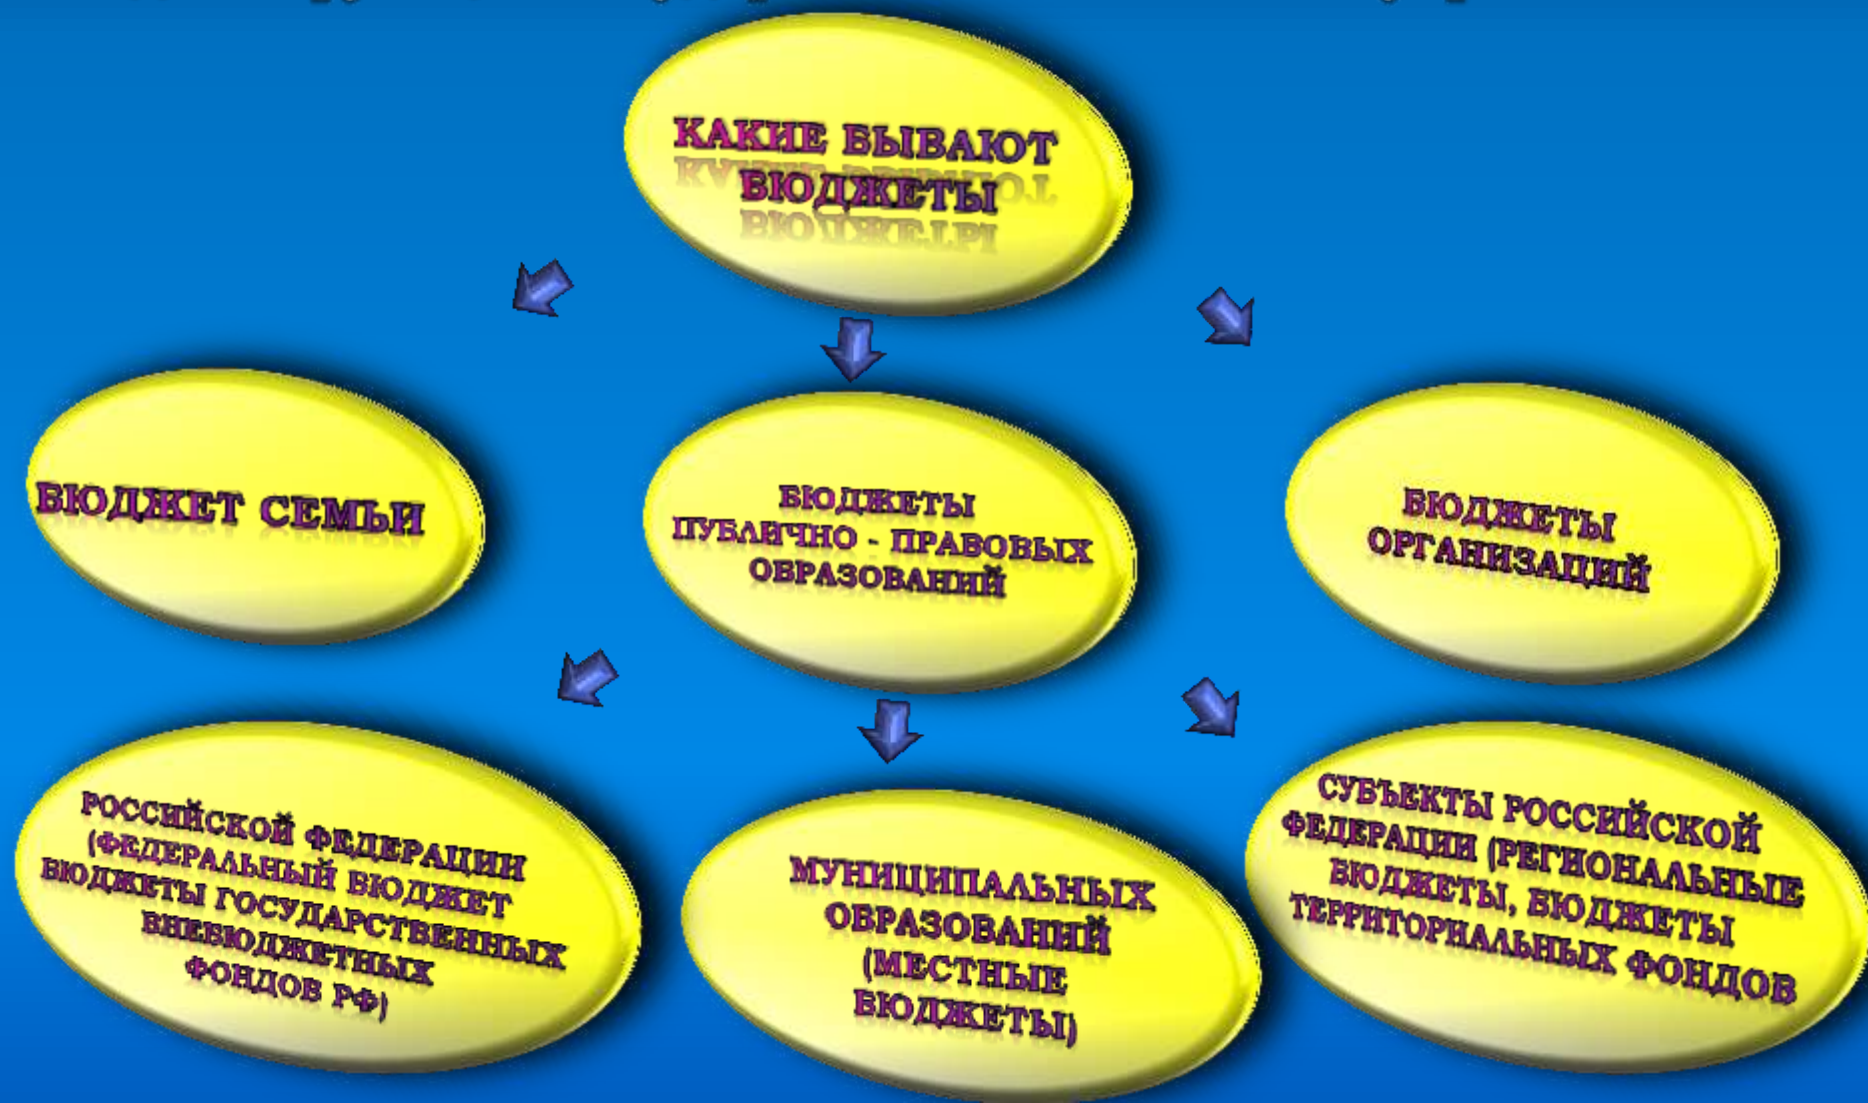 КАКИЕ БЫВАЮТ
БЮДЖЕТЫ
БЮДЖЕТ СЕМЬИ
БЮДЖЕТЫ
ПУБЛИЧНО - ПРАВОВЫХ
ОБРАЗОВАНИЙ
БЮДЖЕТЫ
ОРГАНИЗАЦИЙ
РОССИЙСКОЙ ФЕДЕРАЦИИ
(ФЕДЕРАЛЬНЫЙ БЮДЖЕТ
БЮДЖЕТЫ ГОСУДАРСТВЕННЫХ
ВНЕБЮДЖЕТНЫХ
ФОНДОВ РФ)
МУНИЦИПАЛЬНЫХ
ОБРАЗОВАНИЙ
(МЕСТНЫЕ
БЮДЖЕТЫ)
СУБЪЕКТЫ РОССИЙСКОЙ
ФЕДЕРАЦИИ (РЕГИОНАЛЬНЫЕ
БЮДЖЕТЫ, БЮДЖЕТЫ
ТЕРРИТОРИАЛЬНЫХ ФОНДОВ